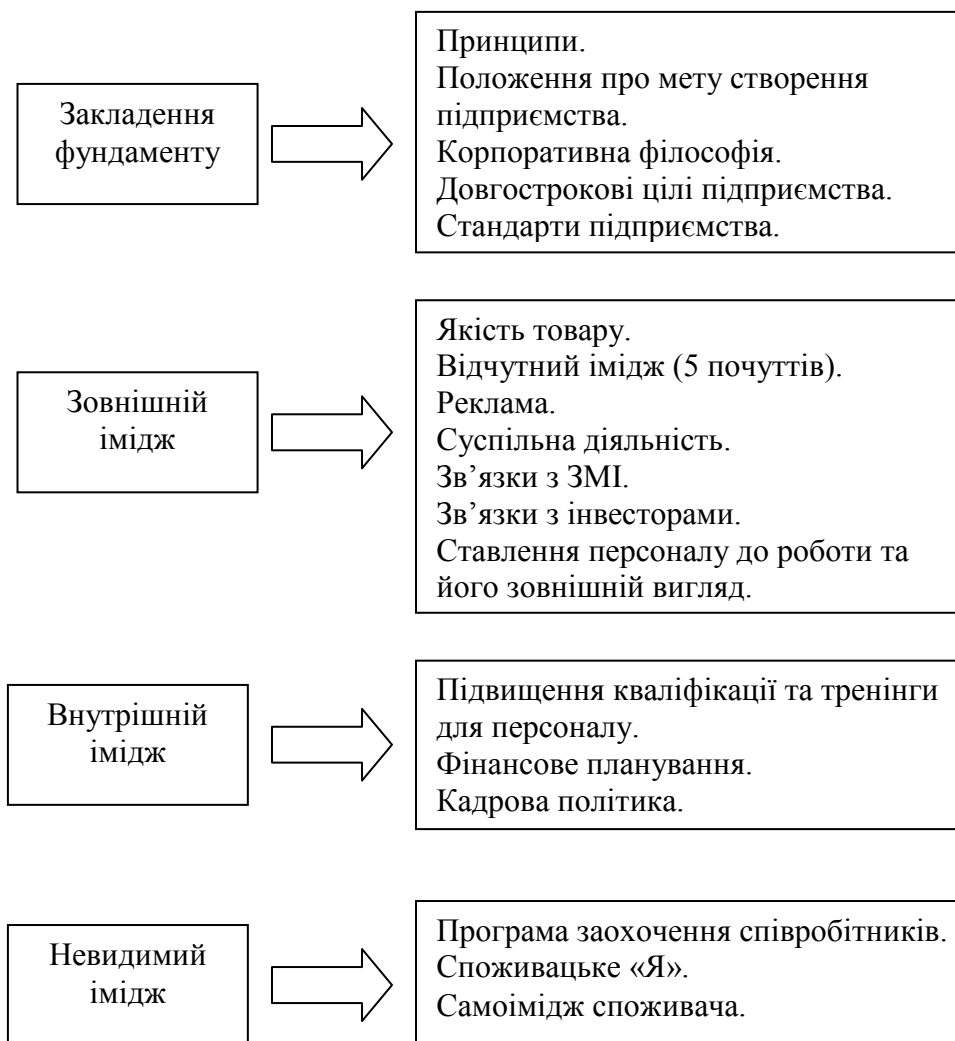 Закладення
фундаменту
Принципи.
Положення про мету створення
підприємства.
Корпоративна філософія.
Довгострокові цілі підприємства.
Стандарти підприємства.
Зовнішній
імідж
Якість товару.
Відчутний імідж (5 почуттів).
Реклама.
Суспільна діяльність.
Зв’язки з ЗМІ.
Зв’язки з інвесторами.
Ставлення персоналу до роботи та
його зовнішній вигляд.
Внутрішній
імідж
Підвищення кваліфікації та тренінги
для персоналу.
Фінансове планування.
Кадрова політика.
Невидимий
імідж
Програма заохочення співробітників.
Споживацьке «Я».
Самоімідж споживача.